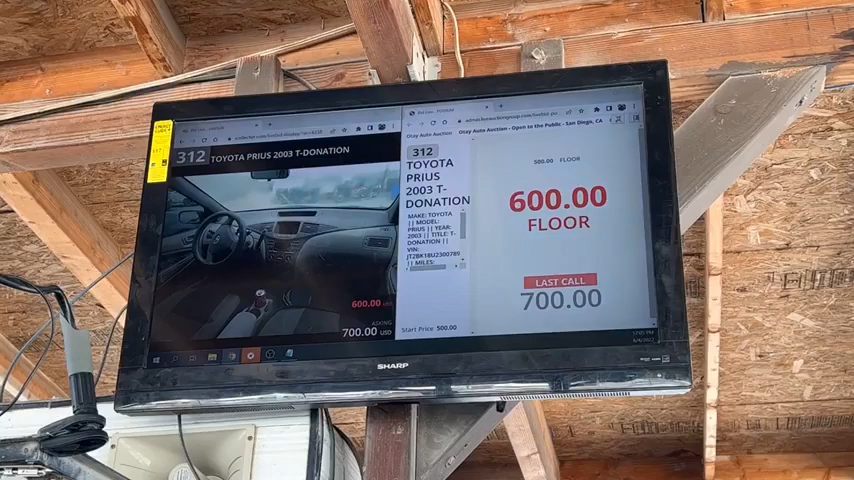 312 TOYOTA PRIUS 2003 T-DONATION
600.00
ASKING
700.00 USD
Otay Auto Auction
Otay Auto Auction - Open to the Public - San Diego, CA
312
TOYOTA
PRIUS
2003 T-
DONATION
MAKE: TOYOTA
|| MODEL:
PRIUS || YEAR:
2003 || TITLE: T-
DONATION ||
VIN:
JT2BK18U2300789
|| MILES:
Start Price 500.00
500.00 FLOOR
600.00
FLOOR
LAST CALL
700.00
SHARP